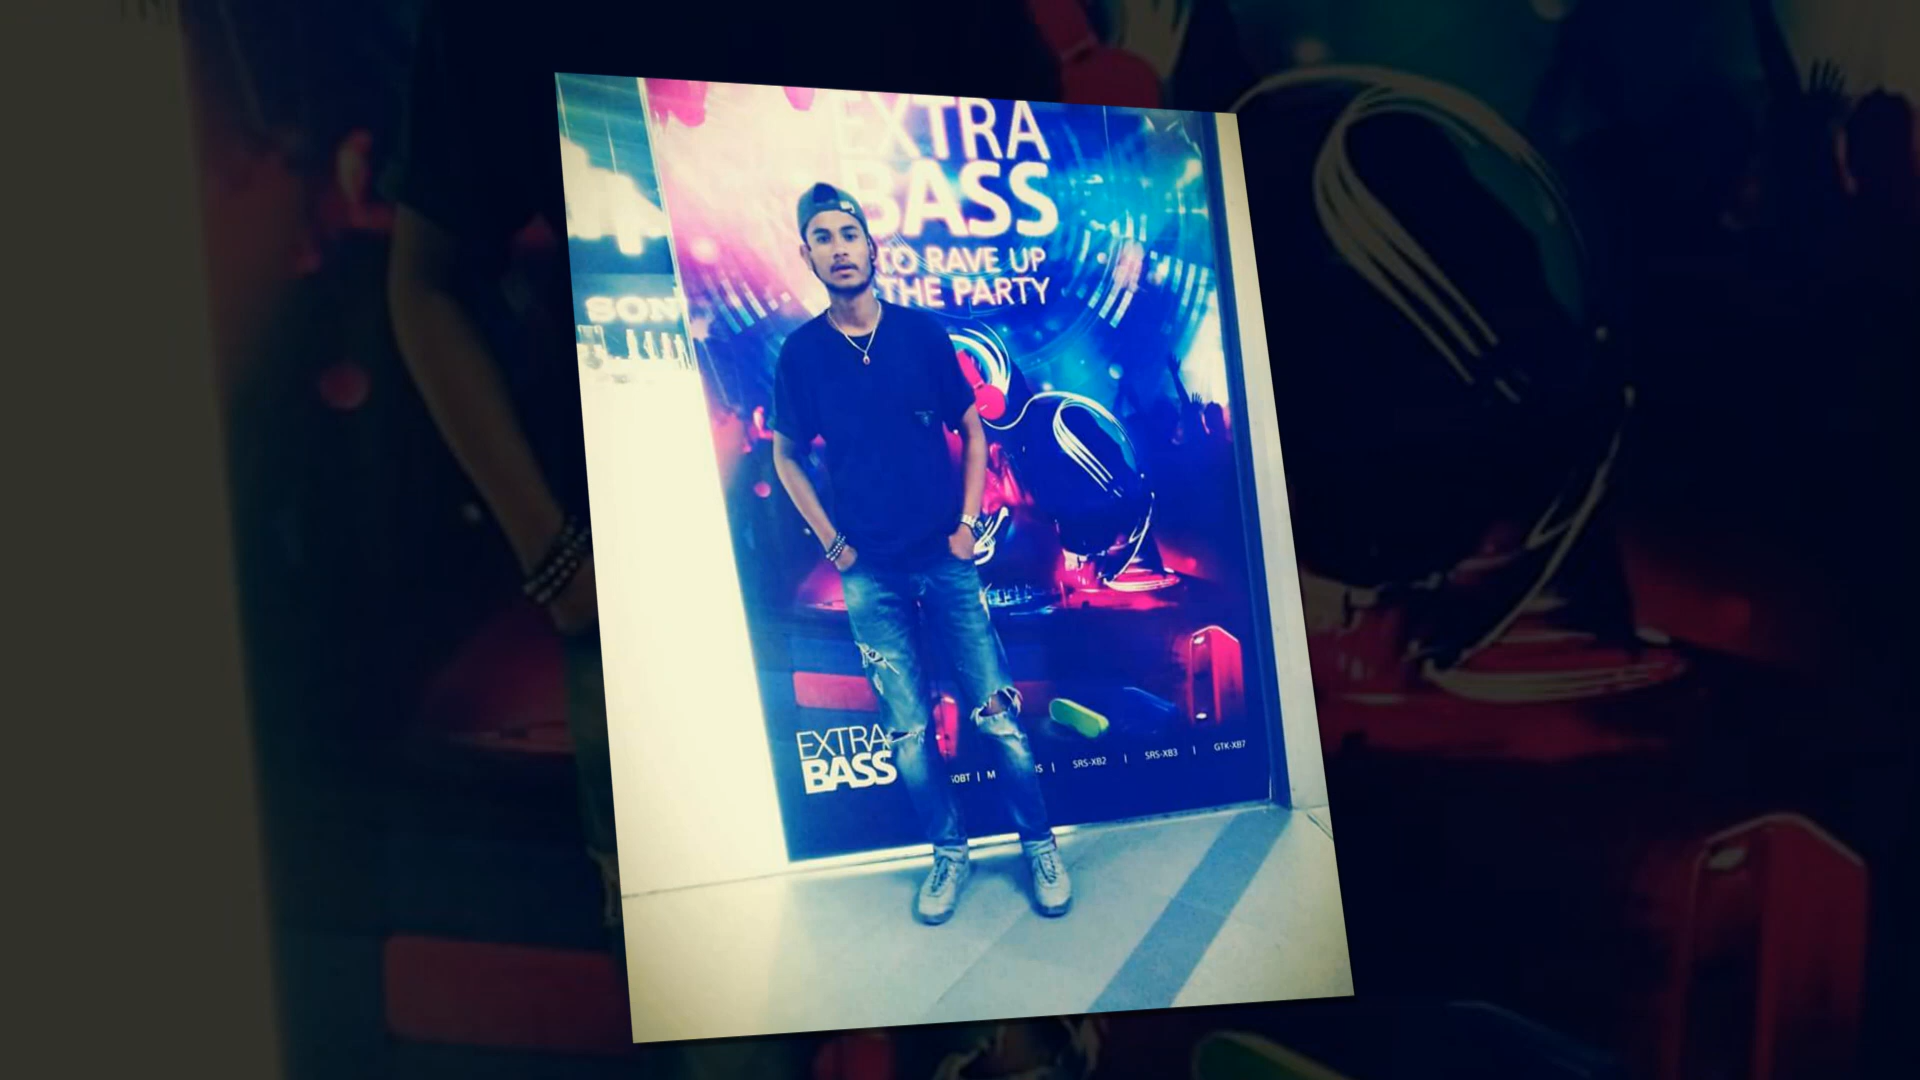 EXTRA
BASS
TO RAVE UP
THE PARTY
SONY
EXTRA
BASS
SRS-XB2 | SRS-XB3 | GTK-XB7